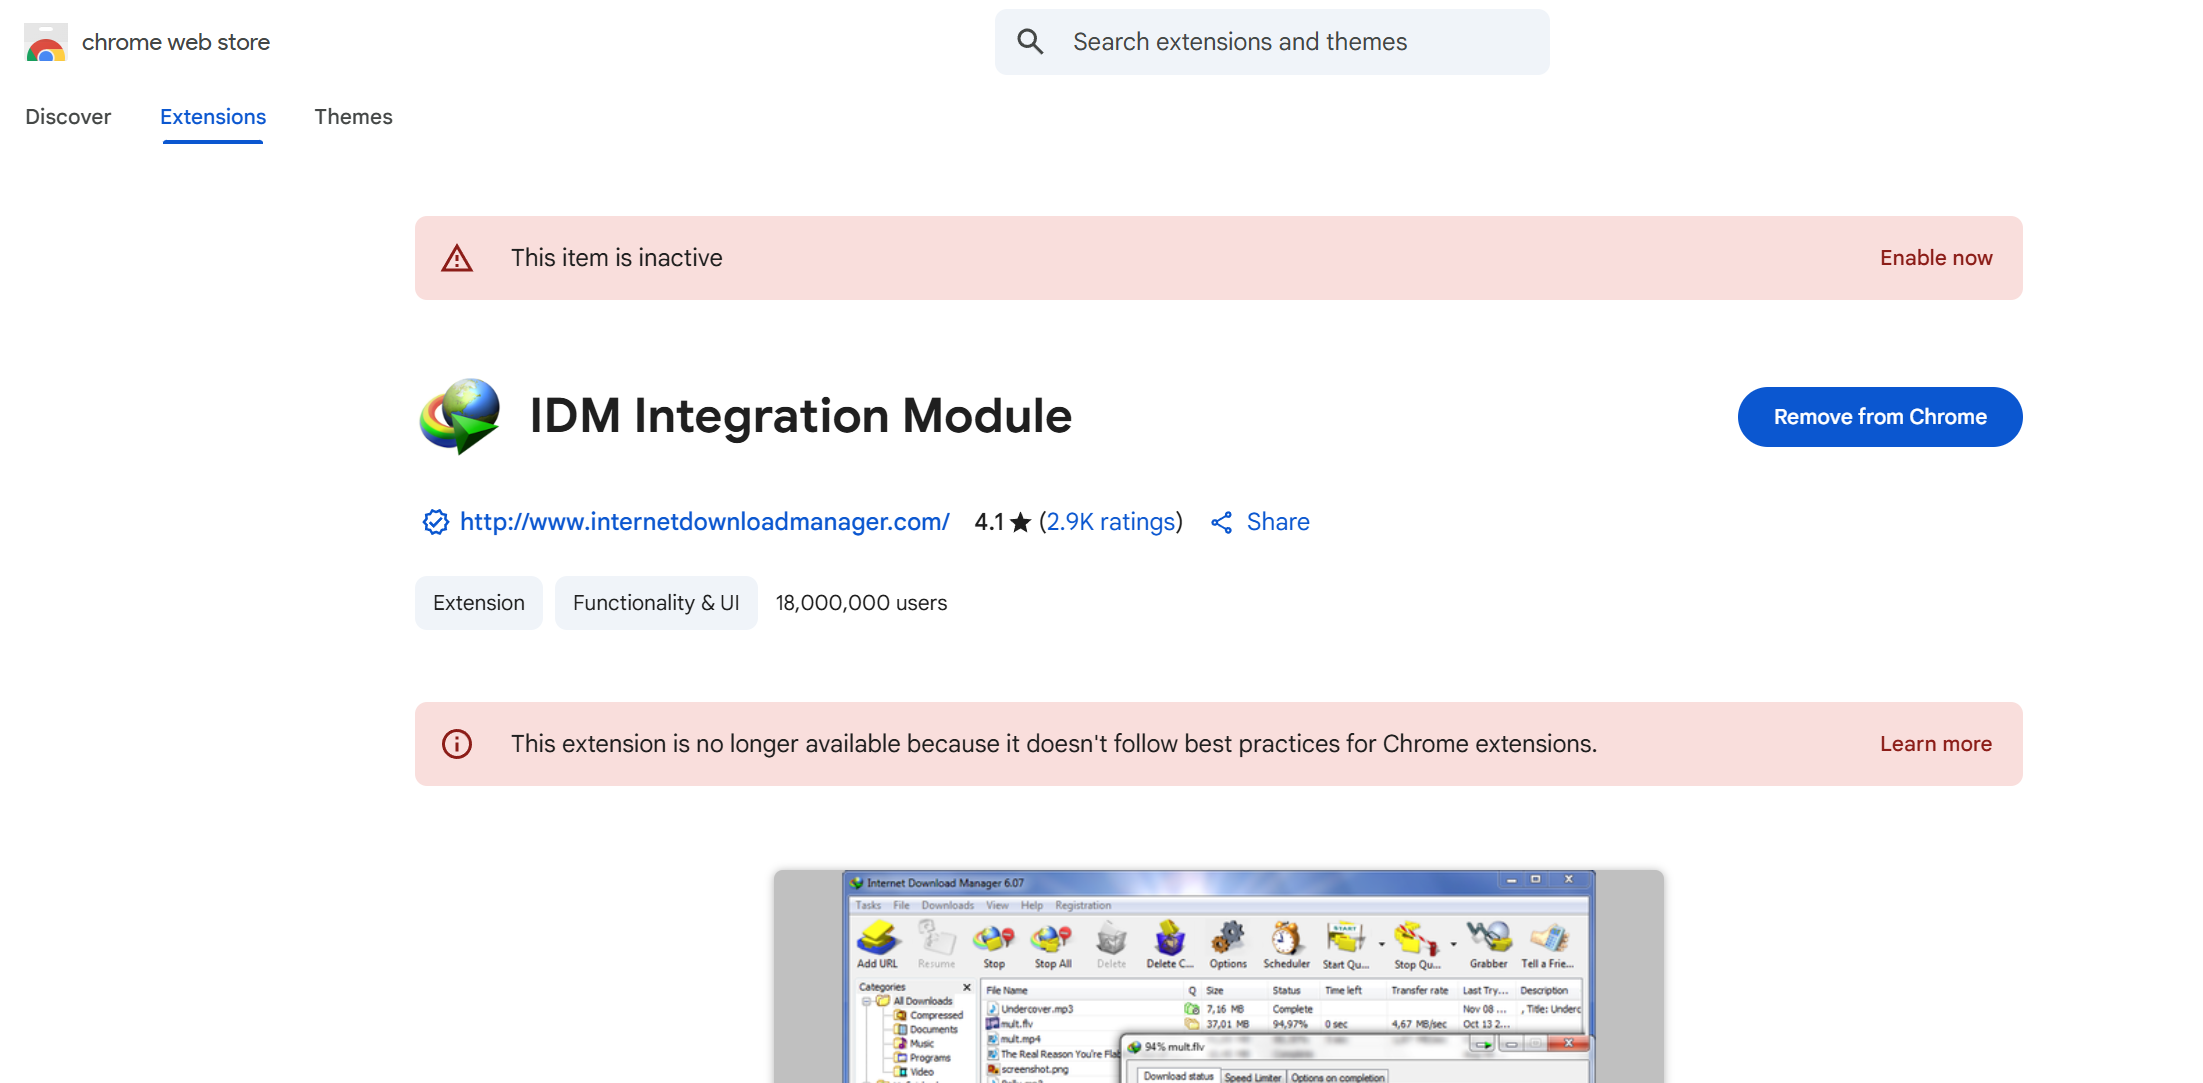 chrome web store
Search extensions and themes
Discover Extensions Themes
This item is inactive Enable now
IDM Integration Module Remove from Chrome
http://www.internetdownloadmanager.com/ 4.1 ★ (2.9K ratings) Share
Extension Functionality & UI 18,000,000 users
This extension is no longer available because it doesn't follow best practices for Chrome extensions. Learn more
Internet Download Manager 6.07
Tasks File Downloads View Help Registration
Add URL Resume Stop Stop All Delete Delete C... Options Scheduler Start Qu... Stop Qu... Grabber Tell a Frie...
Categories File Name Q Size Status Time left Transfer rate Last Try... Description
All Downloads
Compressed
Documents
Music
Programs
Video
Undercover.mp3 7,16 MB Complete Nov 08 ... , Title: Underc
mult.flv 37,01 MB 94,97% 0 sec 4,67 MB/sec Oct 13 2...
mult.mp4
The Real Reason You're Flab
screenshot.png
94% mult.flv
Download status Speed Limiter Options on completion